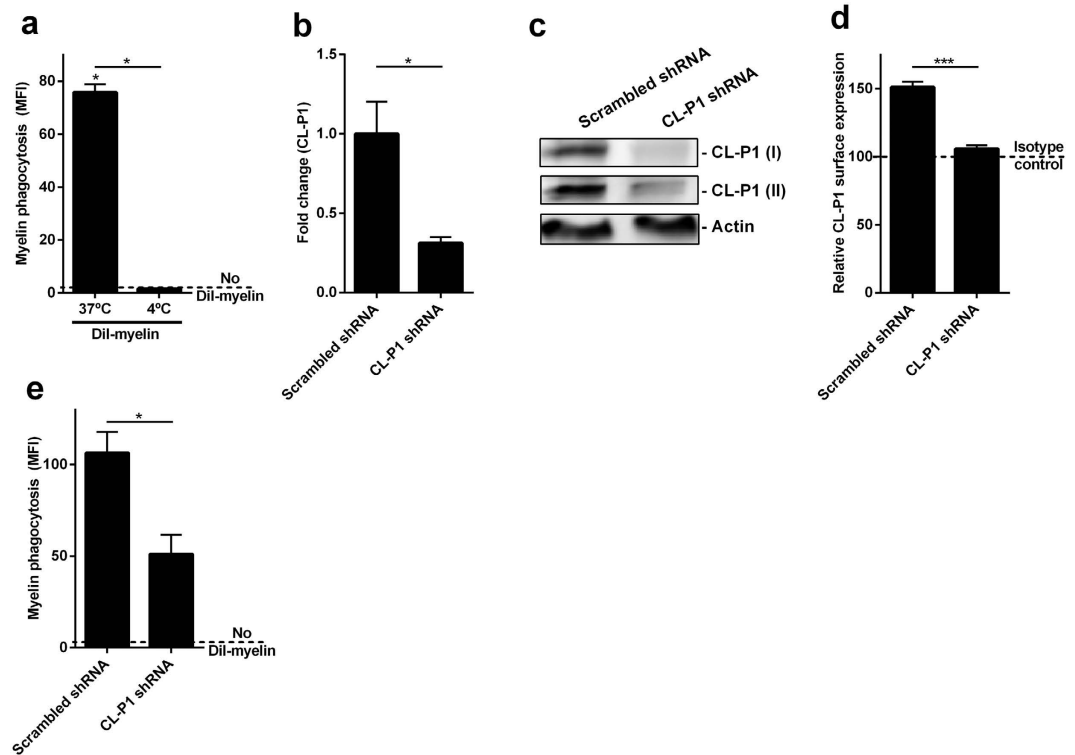 a
Myelin phagocytosis (MFI)
80
60
40
20
0
*
*
No
DiI-myelin
37ºC 4ºC
DiI-myelin
b
Fold change (CL-P1)
1.5
1.0
0.5
0.0
*
Scrambled shRNA
CL-P1 shRNA
c
Scrambled shRNA
CL-P1 shRNA
- CL-P1 (I)
- CL-P1 (II)
- Actin
d
Relative CL-P1 surface expression
150
100
50
0
***
Isotype
control
Scrambled shRNA
CL-P1 shRNA
e
Myelin phagocytosis (MFI)
100
50
0
*
No
DiI-myelin
Scrambled shRNA
CL-P1 shRNA